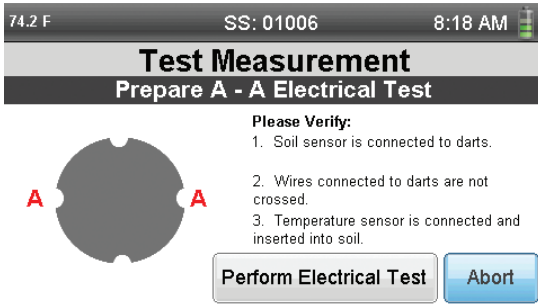 74.2 F SS: 01006 8:18 AM
Test Measurement
Prepare A - A Electrical Test
Please Verify:
1. Soil sensor is connected to darts.
2. Wires connected to darts are not
crossed.
3. Temperature sensor is connected and
inserted into soil.
A A
Perform Electrical Test Abort